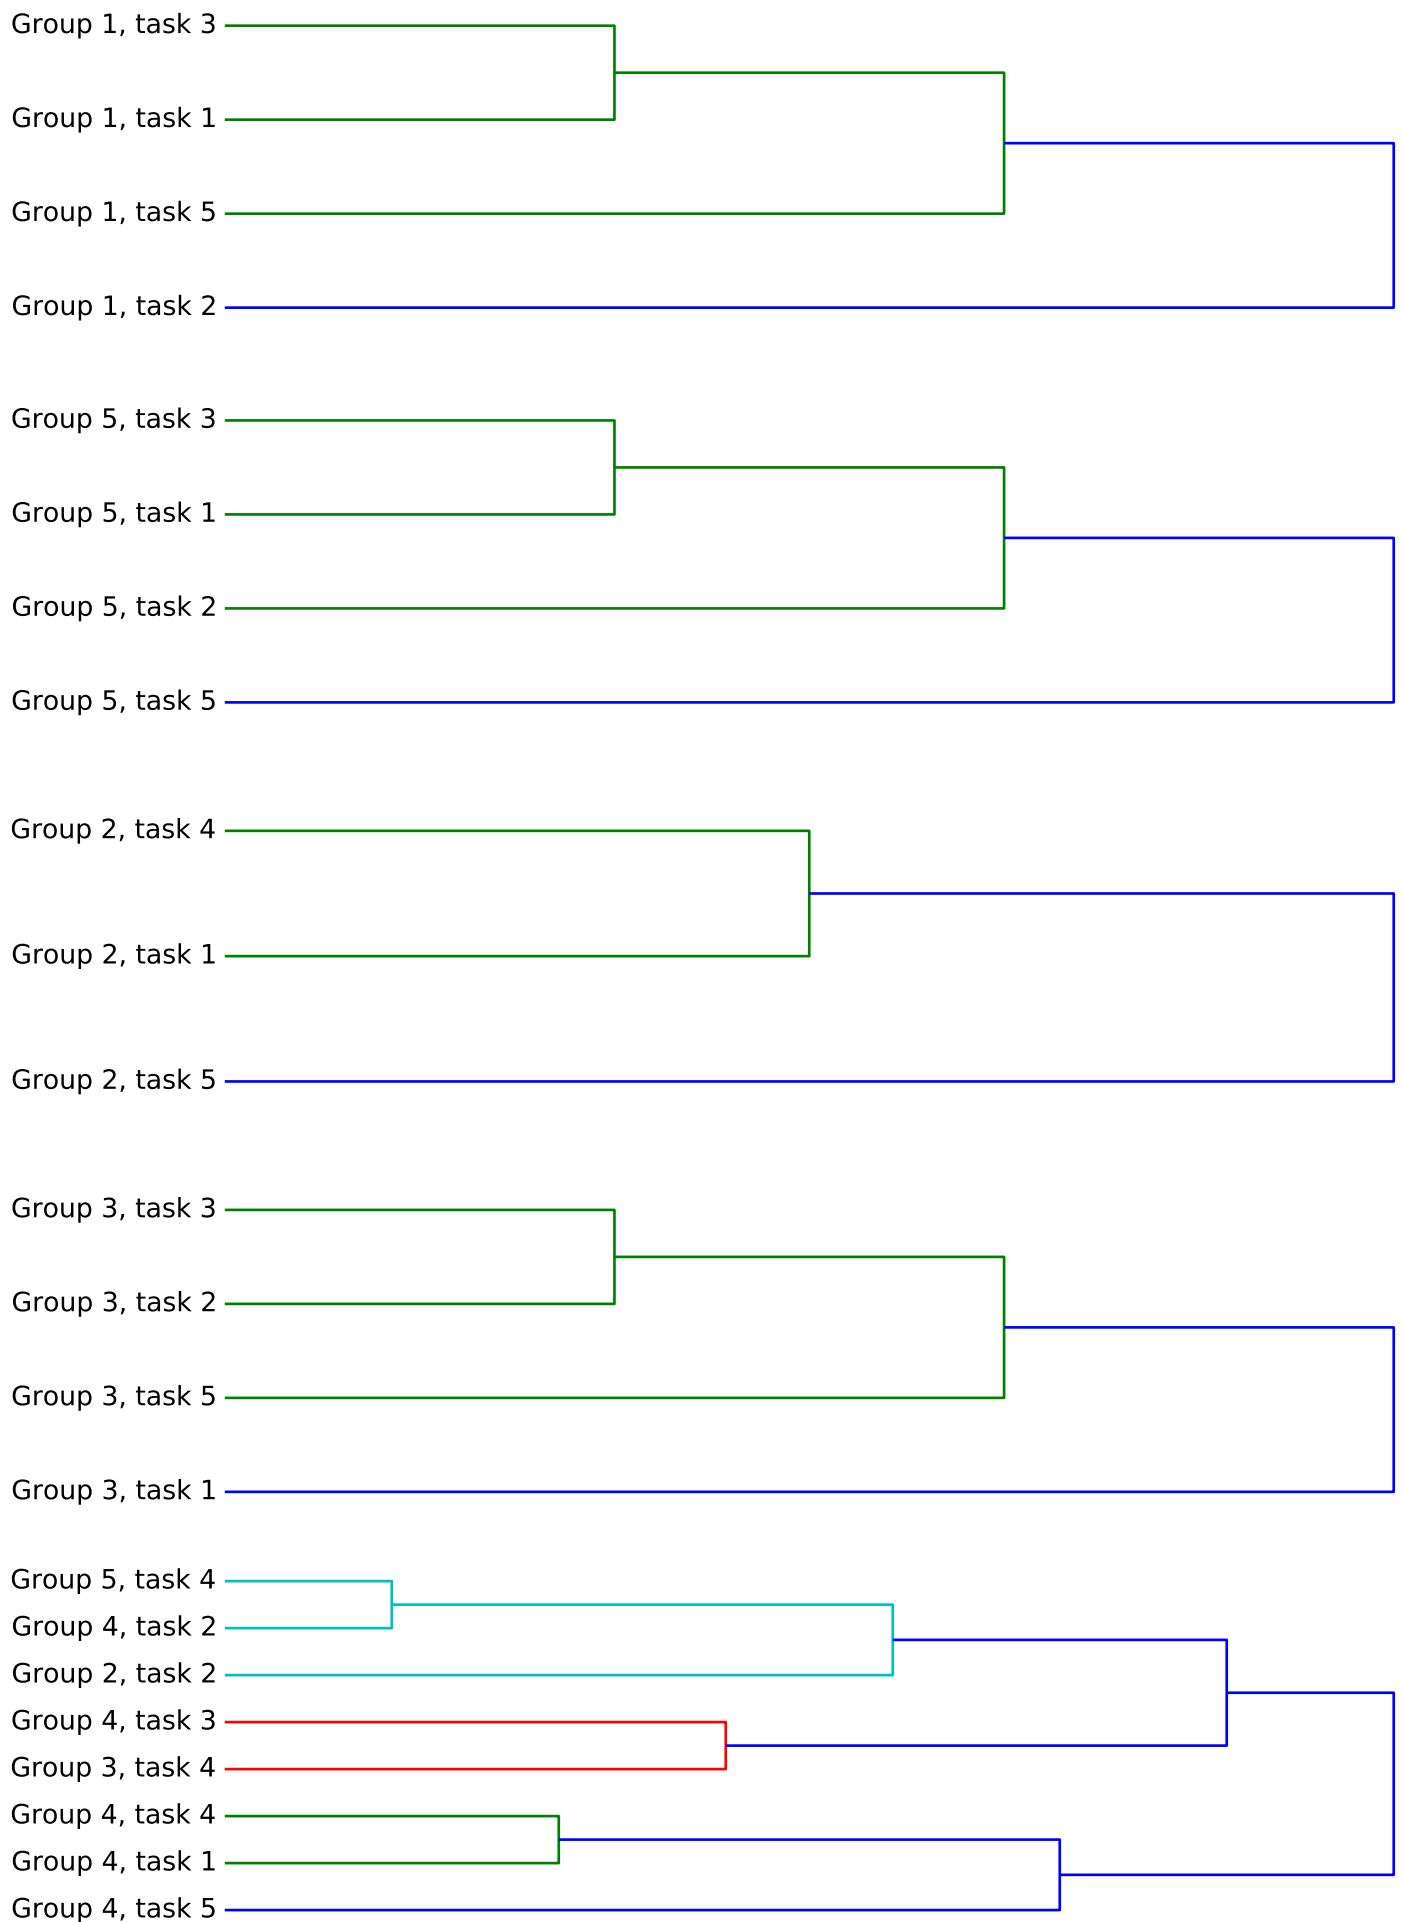 Group 1, task 3
Group 1, task 1
Group 1, task 5
Group 1, task 2
Group 5, task 3
Group 5, task 1
Group 5, task 2
Group 5, task 5
Group 2, task 4
Group 2, task 1
Group 2, task 5
Group 3, task 3
Group 3, task 2
Group 3, task 5
Group 3, task 1
Group 5, task 4
Group 4, task 2
Group 2, task 2
Group 4, task 3
Group 3, task 4
Group 4, task 4
Group 4, task 1
Group 4, task 5